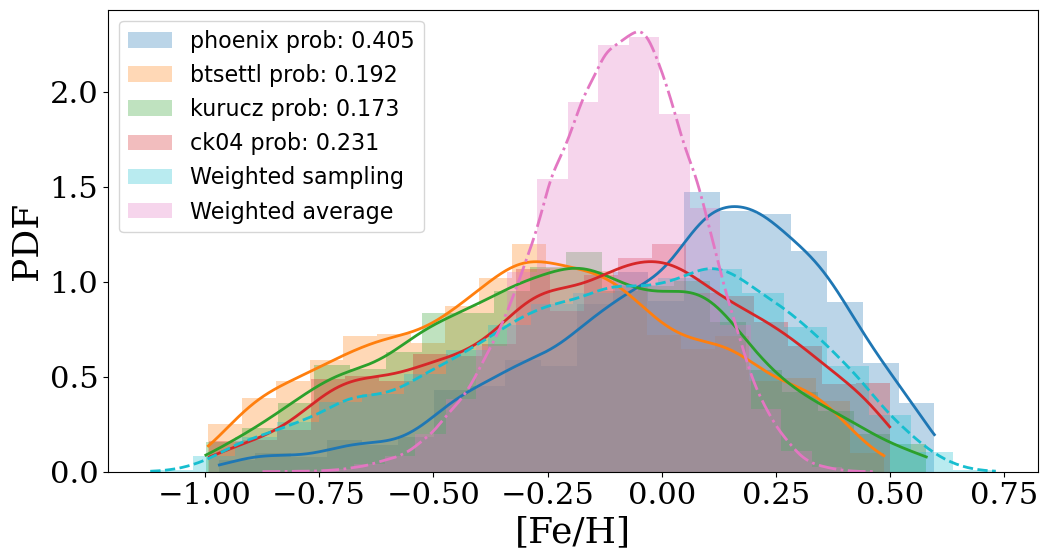 phoenix prob: 0.405
btsettl prob: 0.192
kurucz prob: 0.173
ck04 prob: 0.231
Weighted sampling
Weighted average
PDF
2.0
1.5
1.0
0.5
0.0
−1.00 −0.75 −0.50 −0.25 0.00 0.25 0.50 0.75
[Fe/H]